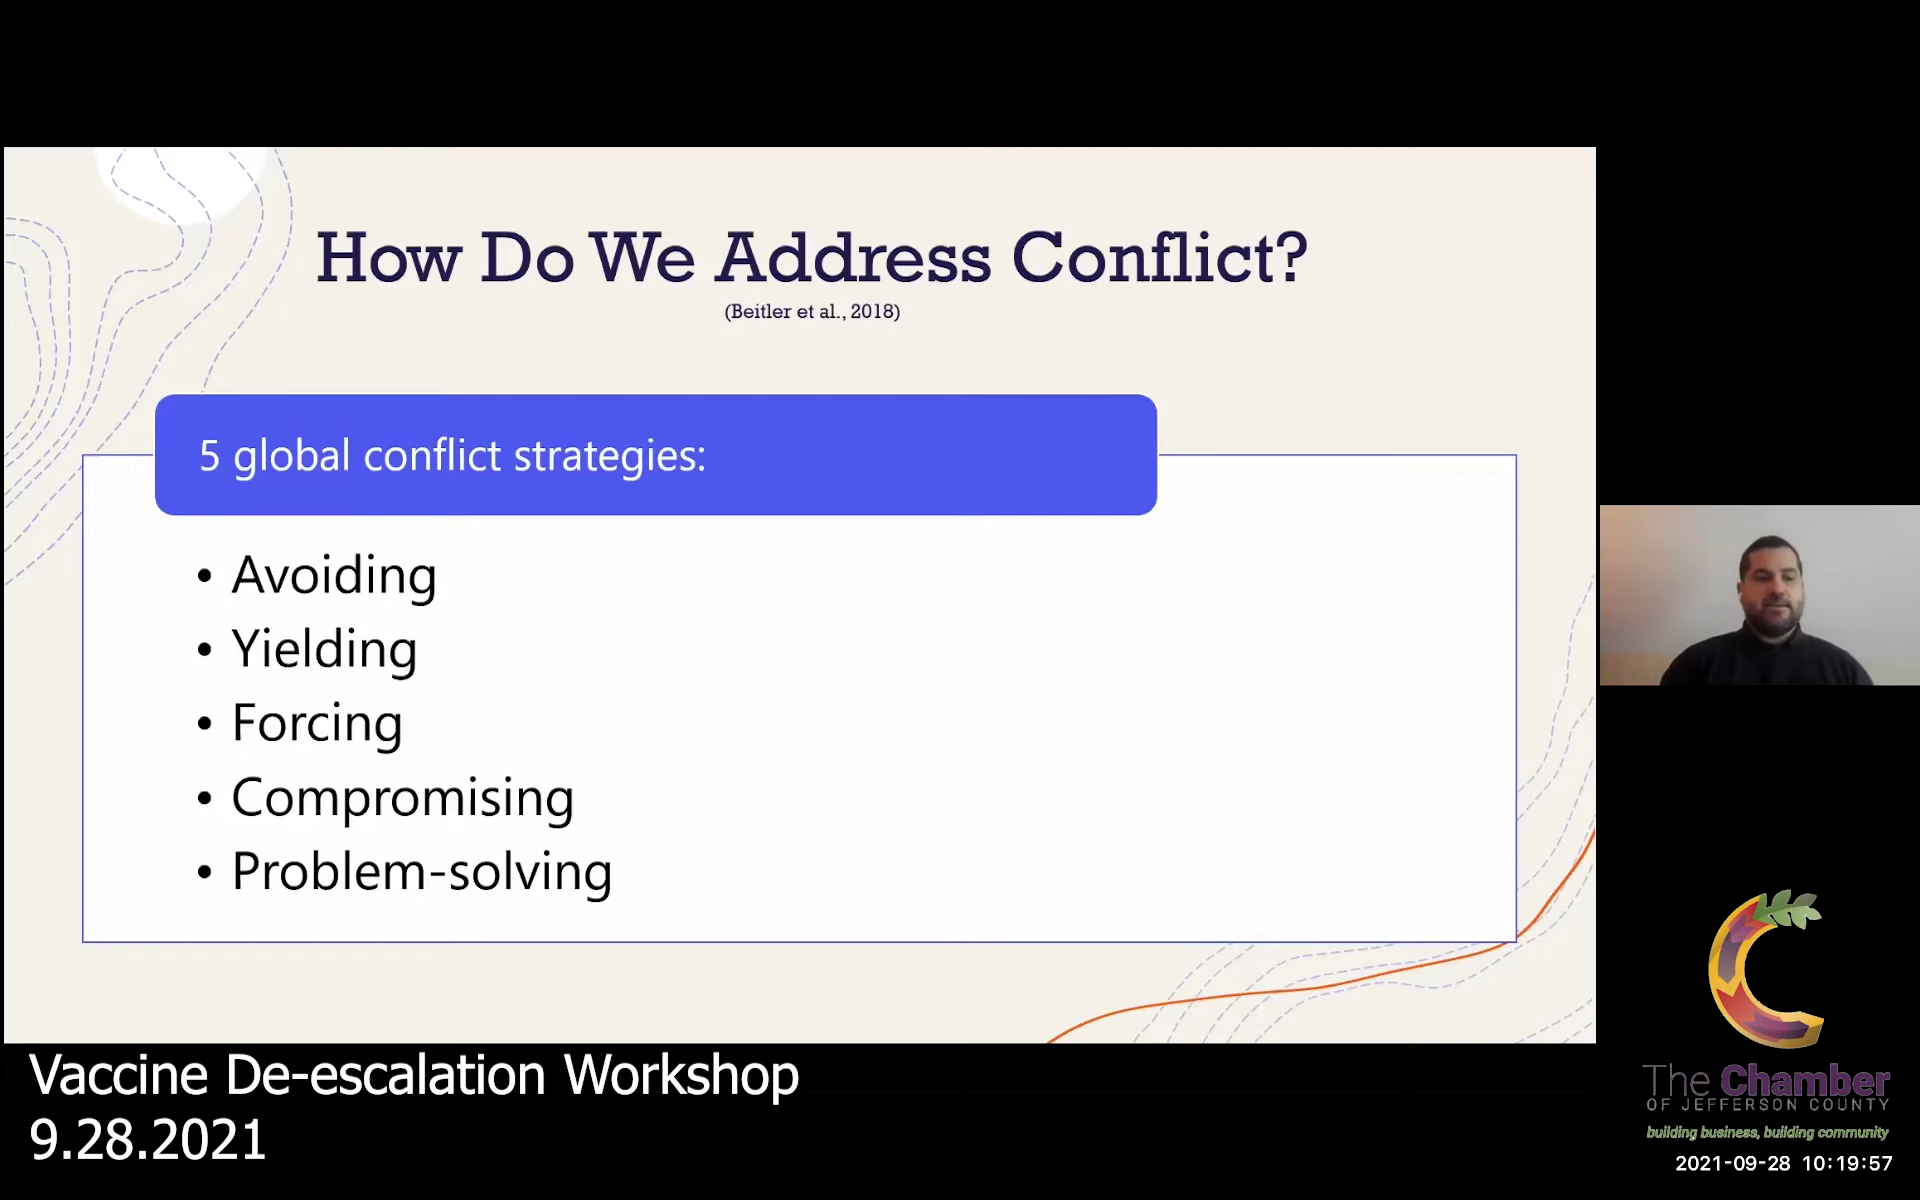 How Do We Address Conflict?
(Beitler et al., 2018)
5 global conflict strategies:
• Avoiding
• Yielding
• Forcing
• Compromising
• Problem-solving
Vaccine De-escalation Workshop
9.28.2021
The Chamber
OF JEFFERSON COUNTY
building business, building community
2021-09-28 10:19:57